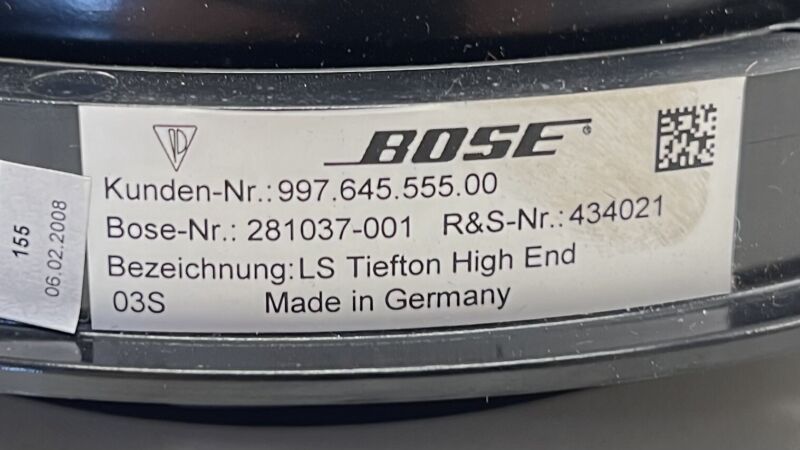 BOSE®
Kunden-Nr.:997.645.555.00
Bose-Nr.: 281037-001 R&S-Nr.:434021
Bezeichnung:LS Tiefton High End
03S Made in Germany
155
06.02.2008